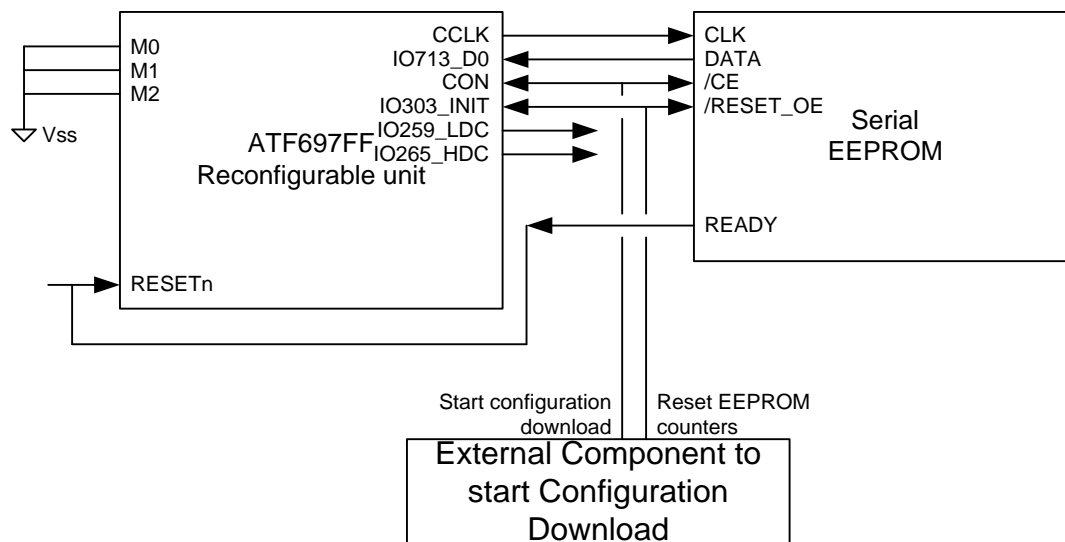 M0
M1
M2
Vss
CCLK
IO713_D0
CON
IO303_INIT
IO259_LDC
IO265_HDC
ATF697FF
Reconfigurable unit
RESETn
CLK
DATA
/CE
/RESET_OE
Serial
EEPROM
READY
Start configuration
download
Reset EEPROM
counters
External Component to
start Configuration
Download